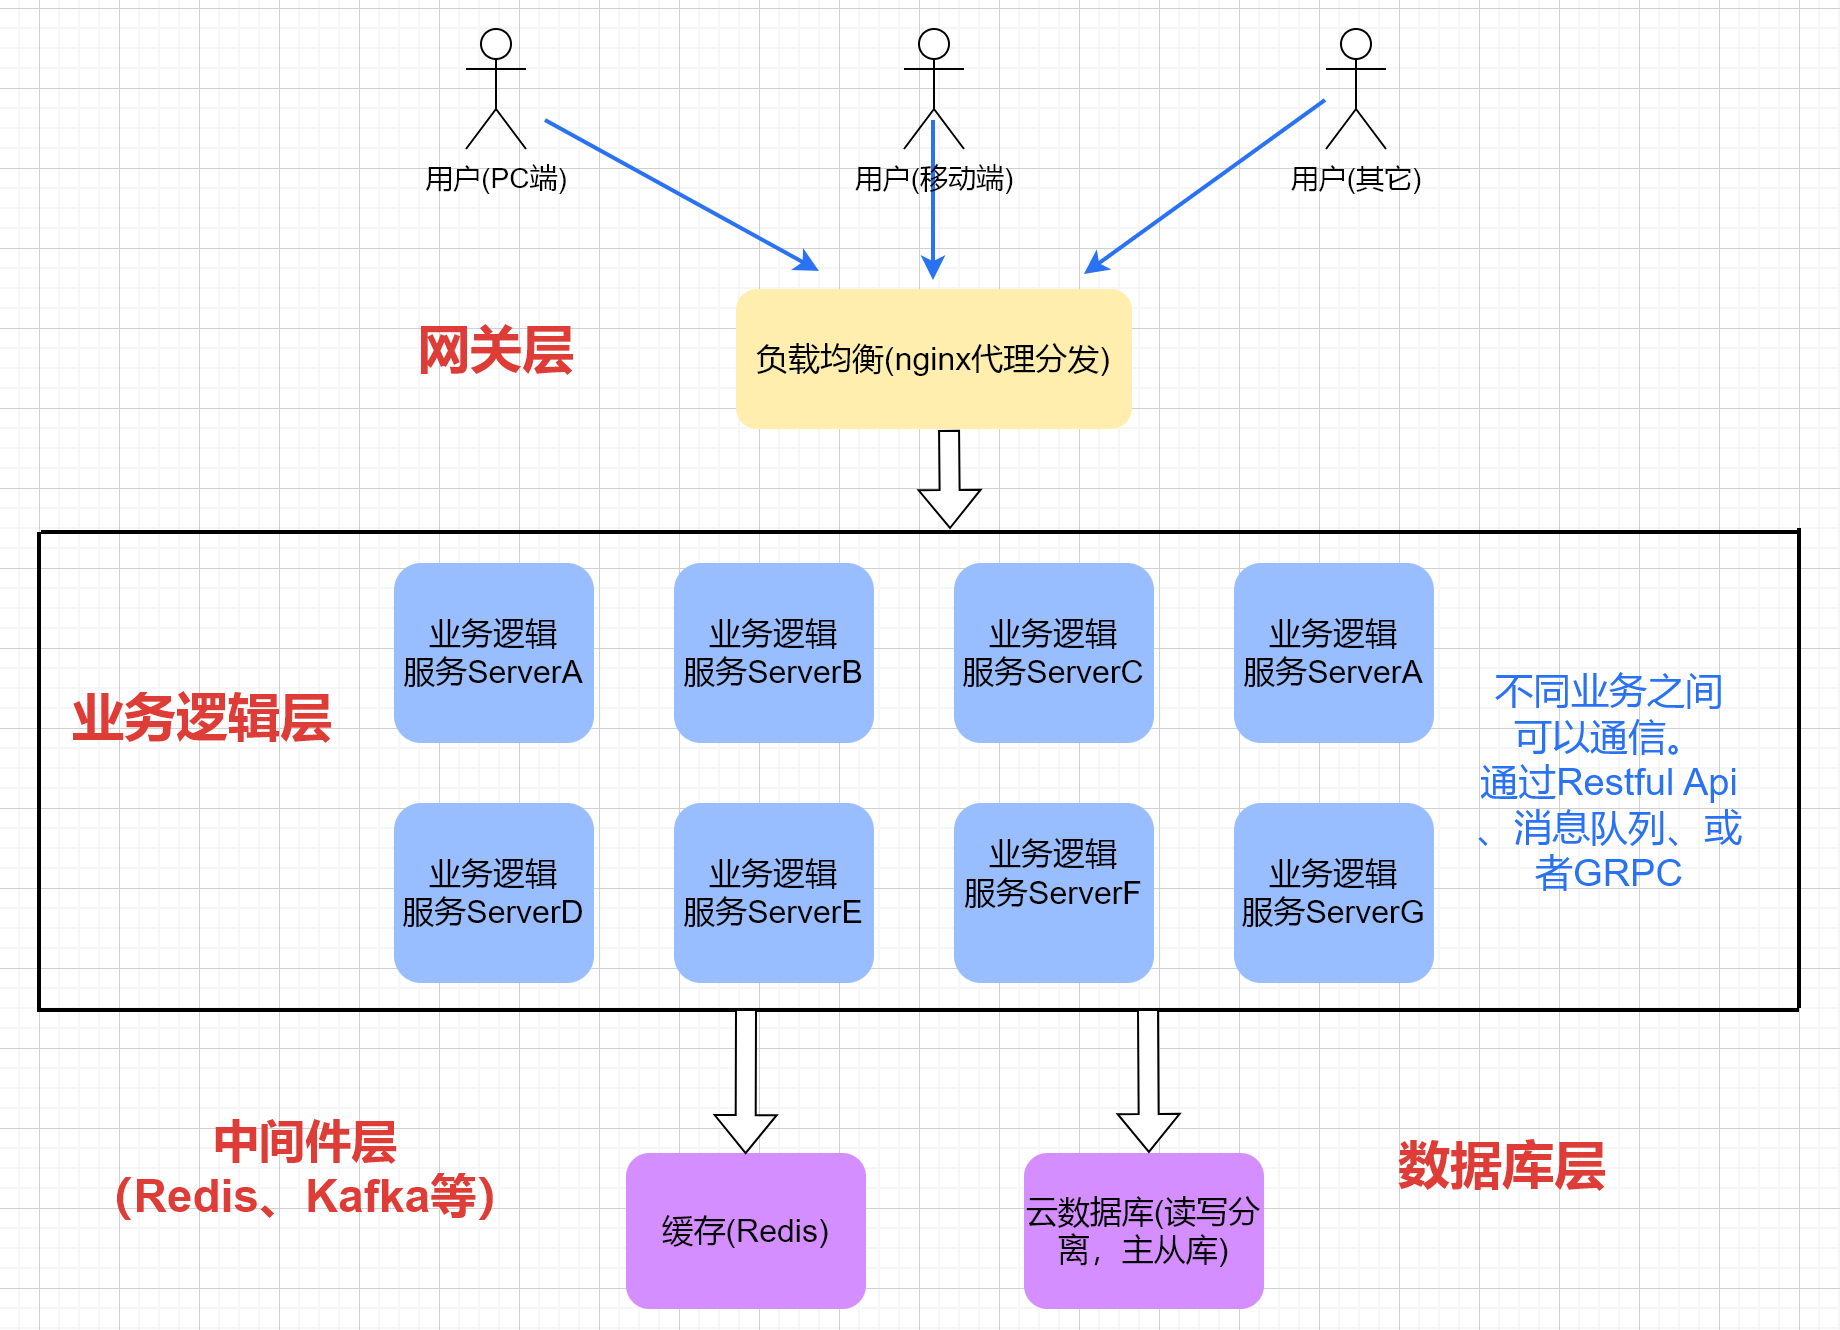 用户(PC端)
用户(移动端)
用户(其它)
网关层
负载均衡(nginx代理分发)
业务逻辑层
业务逻辑
服务ServerA
业务逻辑
服务ServerB
业务逻辑
服务ServerC
业务逻辑
服务ServerA
业务逻辑
服务ServerD
业务逻辑
服务ServerE
业务逻辑
服务ServerF
业务逻辑
服务ServerG
不同业务之间
可以通信。
通过Restful Api
、消息队列、或
者GRPC
中间件层
（Redis、Kafka等）
缓存(Redis)
云数据库(读写分
离，主从库)
数据库层